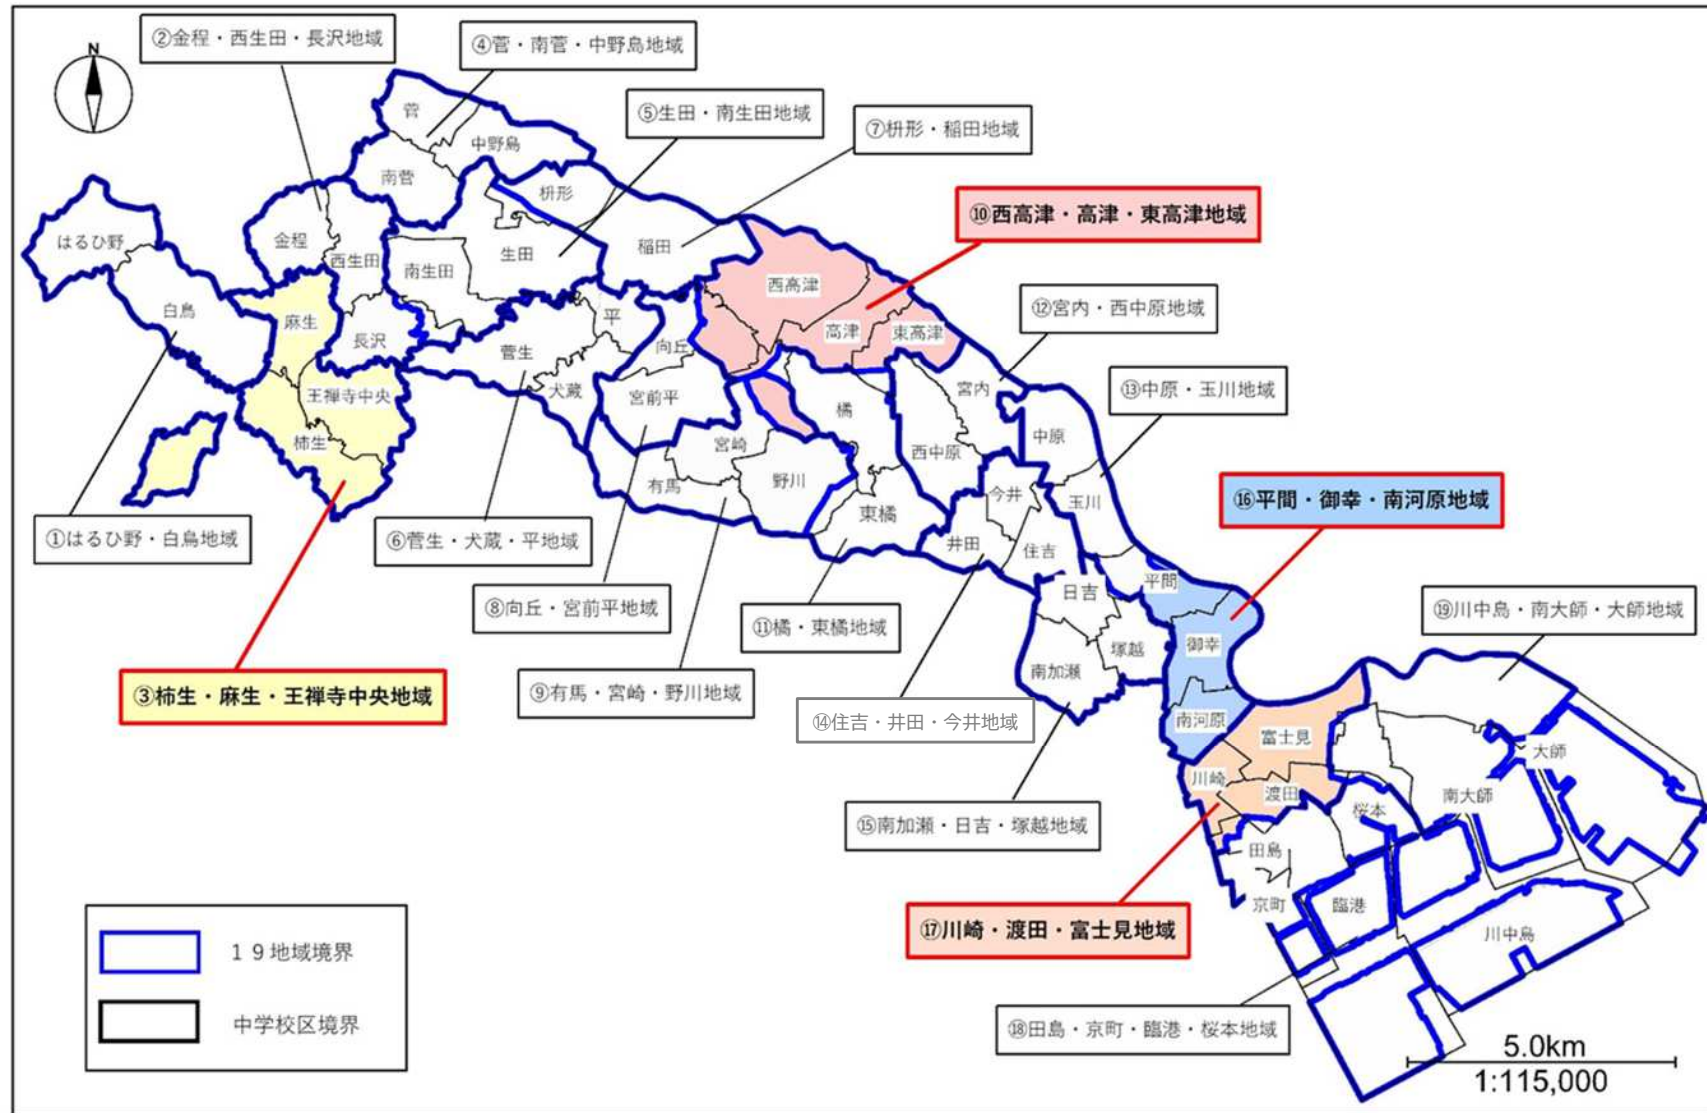 ②金程・西生田・長沢地域
④菅・南菅・中野島地域
⑤生田・南生田地域
⑦枡形・稲田地域
⑩西高津・高津・東高津地域
⑫宮内・西中原地域
⑬中原・玉川地域
⑯平間・御幸・南河原地域
⑲川中島・南大師・大師地域
①はるひ野・白鳥地域
⑥菅生・犬蔵・平地域
⑧向丘・宮前平地域
⑪橘・東橘地域
③柿生・麻生・王禅寺中央地域
⑨有馬・宮崎・野川地域
⑭住吉・井田・今井地域
⑮南加瀬・日吉・塚越地域
⑰川崎・渡田・富士見地域
⑱田島・京町・臨港・桜本地域
N
菅
中野島
南菅
枡形
はるひ野
金程
西生田
南生田
生田
稲田
白鳥
麻生
長沢
菅生
平
向丘
犬蔵
西高津
高津
東高津
王禅寺中央
柿生
宮前平
宮崎
有馬
野川
橘
東橘
宮内
西中原
中原
今井
玉川
井田
住吉
日吉
平間
塚越
南加瀬
御幸
南河原
富士見
川崎
渡田
大師
南大師
桜本
田島
京町
臨港
川中島
19地域境界
中学校区境界
5.0km
1:115,000